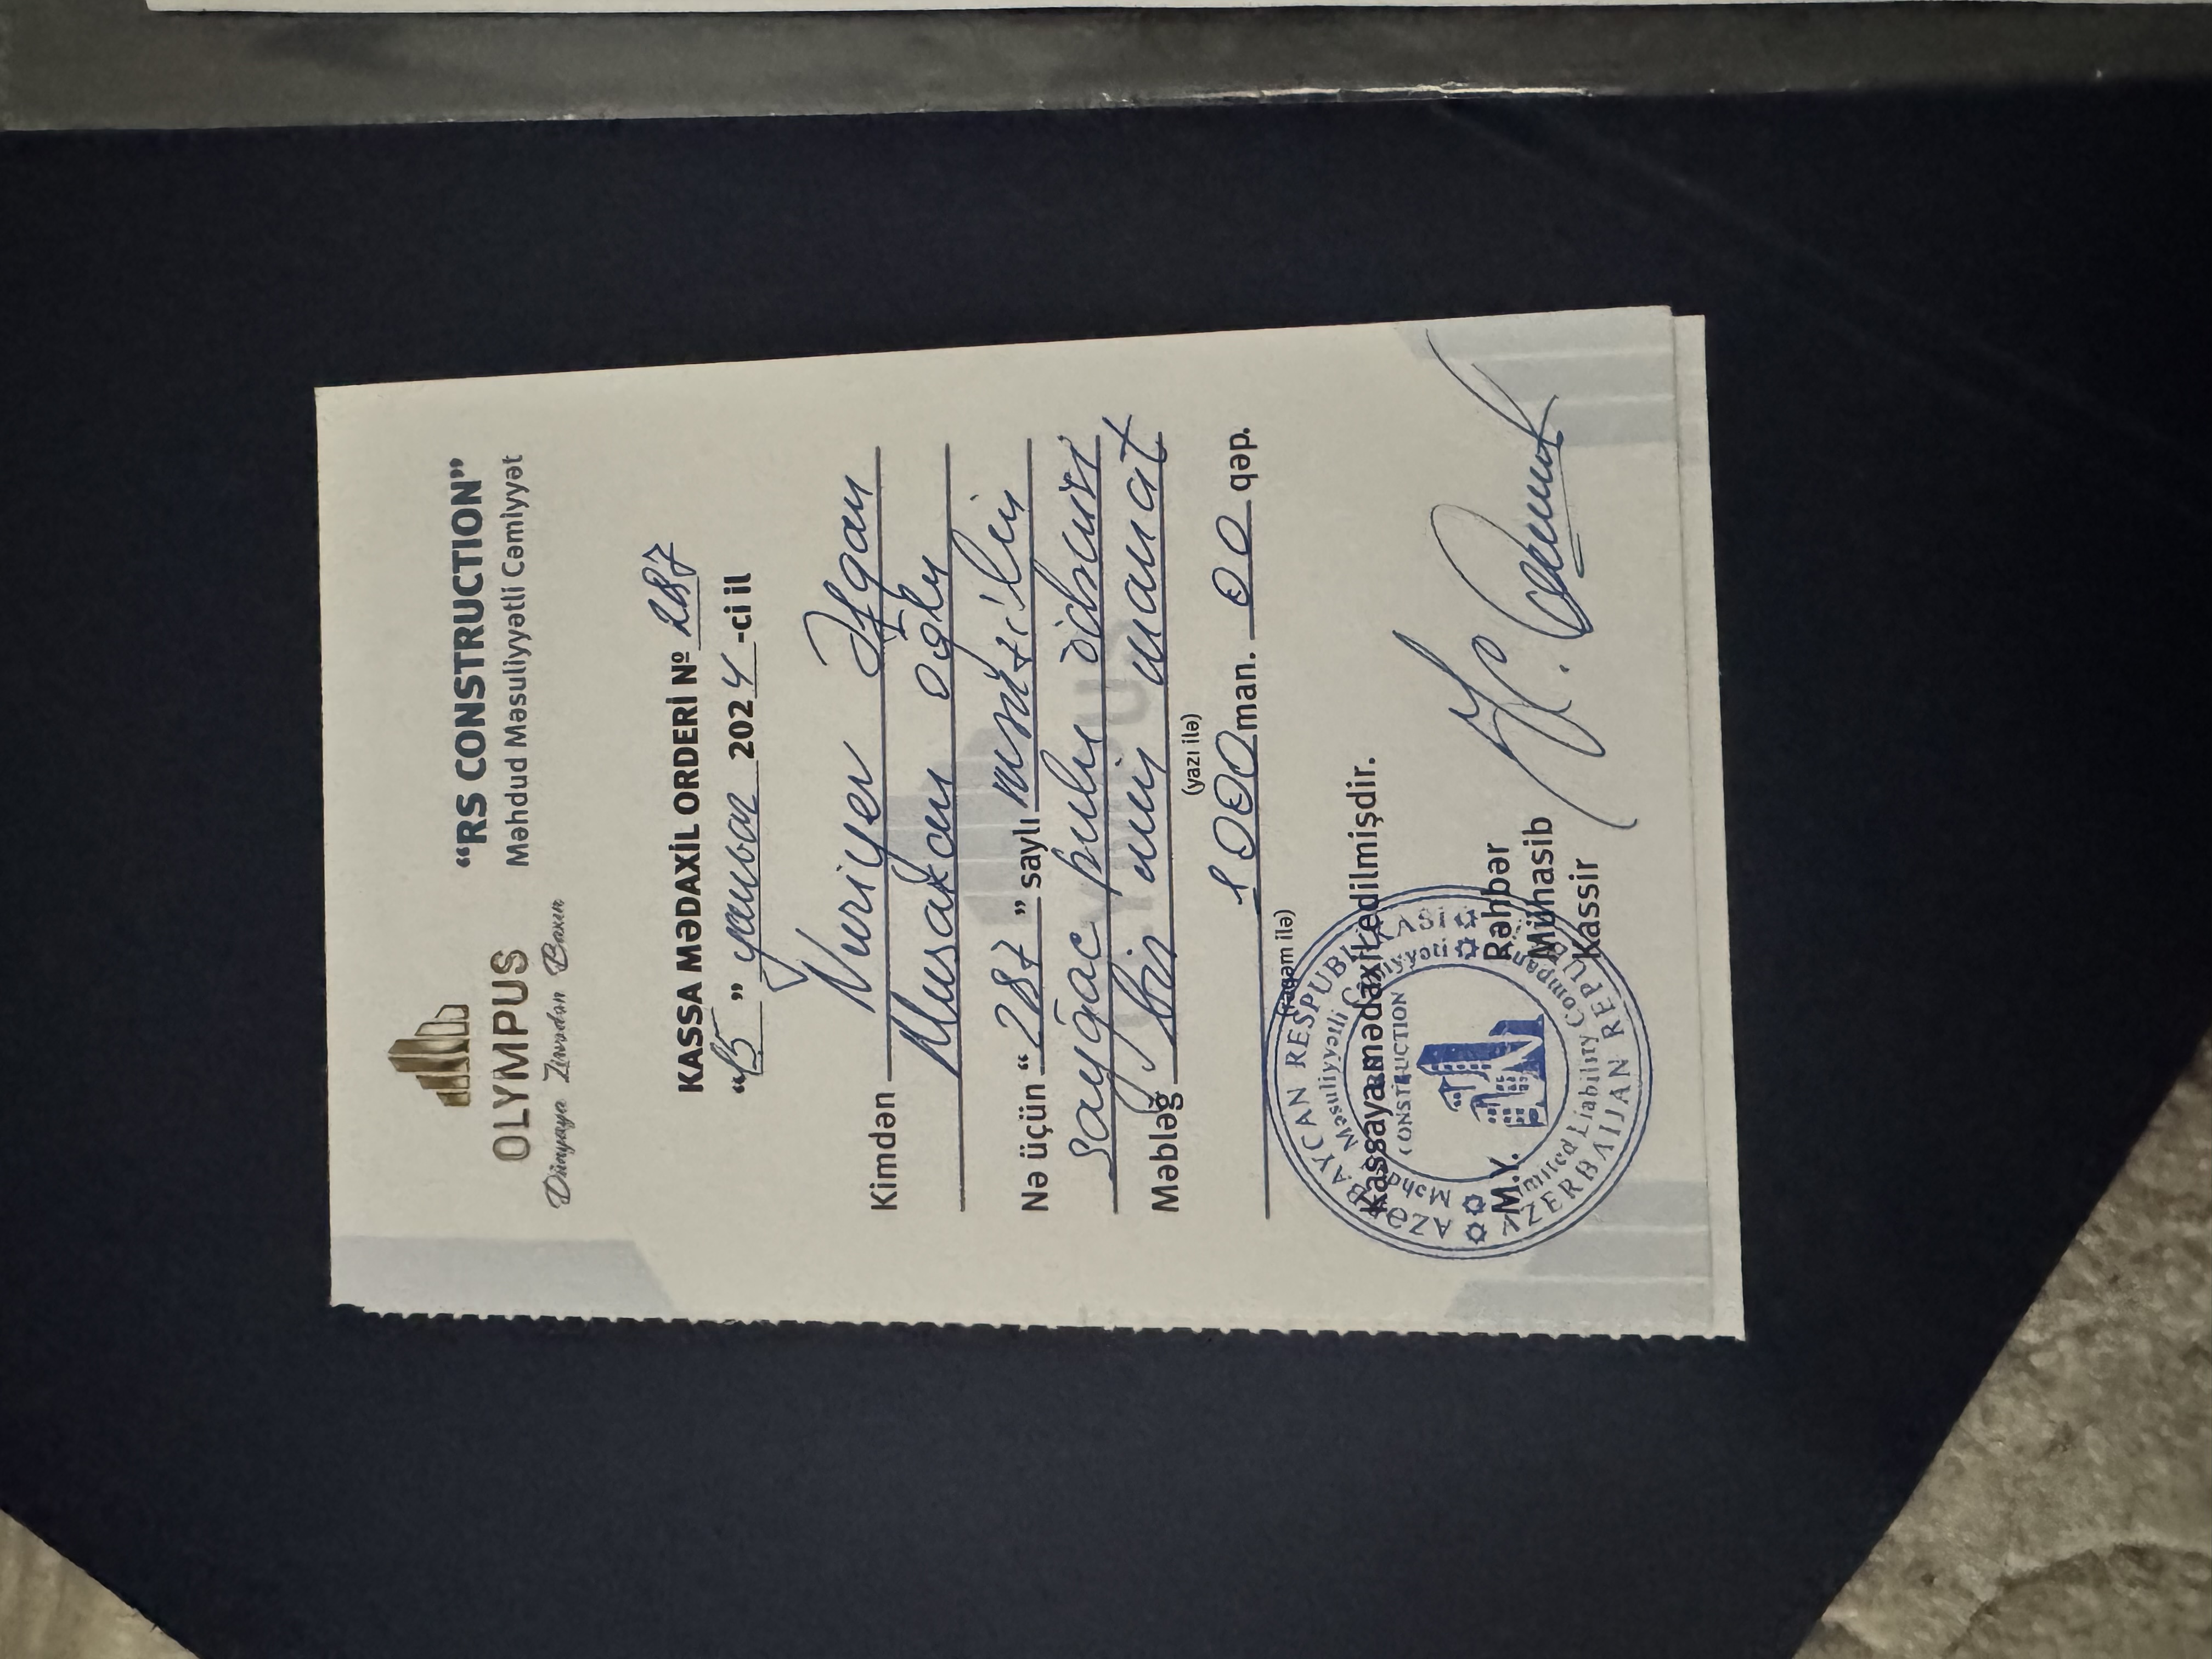 OLYMPUS
Dünyaya Zirvədən Baxın
“RS CONSTRUCTION”
Məhdud Məsuliyyətli Cəmiyyət
KASSA MƏDAXİL ORDERİ № 287
“15” yanvar 2024-ci il
Kimdən Nuriyev Əfqan
Musaxan oğlu
Nə üçün “287” saylı mənzilin
sayğac pulu ödənişi
Məbləğ bir min manat
(yazı ilə)
1000 man. 00 qəp.
(rəqəm ilə)
Kassaya mədaxil edilmişdir.
M.Y.
Rəhbər
Mühasib
Kassir
AZƏRBAYCAN RESPUBLİKASI
Məhdud Məsuliyyətli Cəmiyyəti
CONSTRUCTION
Limited Liability Company
AZERBAIJAN REPUBLIC